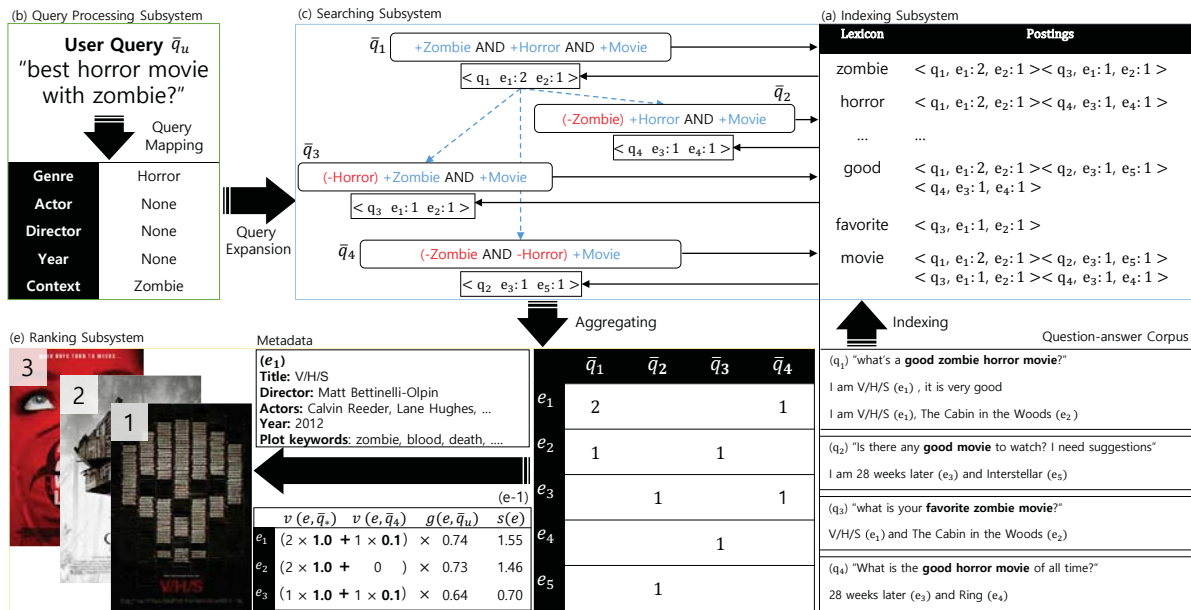 (b) Query Processing Subsystem
User Query q̄u
“best horror movie
with zombie?”
Query
Mapping
Genre Horror
Actor None
Director None
Year None
Context Zombie
Query
Expansion
(c) Searching Subsystem
q̄1
+Zombie AND +Horror AND +Movie
< q1 e1: 2 e2: 1 >
q̄2
(-Zombie) +Horror AND +Movie
< q4 e3: 1 e4: 1 >
q̄3
(-Horror) +Zombie AND +Movie
< q3 e1: 1 e2: 1 >
q̄4
(-Zombie AND -Horror) +Movie
< q2 e3: 1 e5: 1 >
Aggregating
(a) Indexing Subsystem
Lexicon Postings
zombie < q1, e1: 2, e2: 1 >< q3, e1: 1, e2: 1 >
horror < q1, e1: 2, e2: 1 >< q4, e3: 1, e4: 1 >
... ...
good < q1, e1: 2, e2: 1 >< q2, e3: 1, e5: 1 >
< q4, e3: 1, e4: 1 >
favorite < q3, e1: 1, e2: 1 >
movie < q1, e1: 2, e2: 1 >< q2, e3: 1, e5: 1 >
< q3, e1: 1, e2: 1 >< q4, e3: 1, e4: 1 >
Indexing
Question-answer Corpus
(q1) “what's a good zombie horror movie?”
I am V/H/S (e1) , it is very good
I am V/H/S (e1), The Cabin in the Woods (e2)
(q2) “Is there any good movie to watch? I need suggestions“
I am 28 weeks later (e3) and Interstellar (e5)
(q3) “what is your favorite zombie movie?“
V/H/S (e1) and The Cabin in the Woods (e2)
(q4) “What is the good horror movie of all time?“
28 weeks later (e3) and Ring (e4)
(e) Ranking Subsystem
3
2
1
V/H/S
Metadata
(e1)
Title: V/H/S
Director: Matt Bettinelli-Olpin
Actors: Calvin Reeder, Lane Hughes, ...
Year: 2012
Plot keywords: zombie, blood, death, ....
(e-1)
v (e, q̄*) v (e, q̄4) g(e, q̄u) s(e)
e1 (2 × 1.0 + 1 × 0.1) × 0.74 1.55
e2 (2 × 1.0 + 0 ) × 0.73 1.46
e3 (1 × 1.0 + 1 × 0.1) × 0.64 0.70
q̄1 q̄2 q̄3 q̄4
e1 2 1
e2 1 1
e3 1 1
e4 1
e5 1